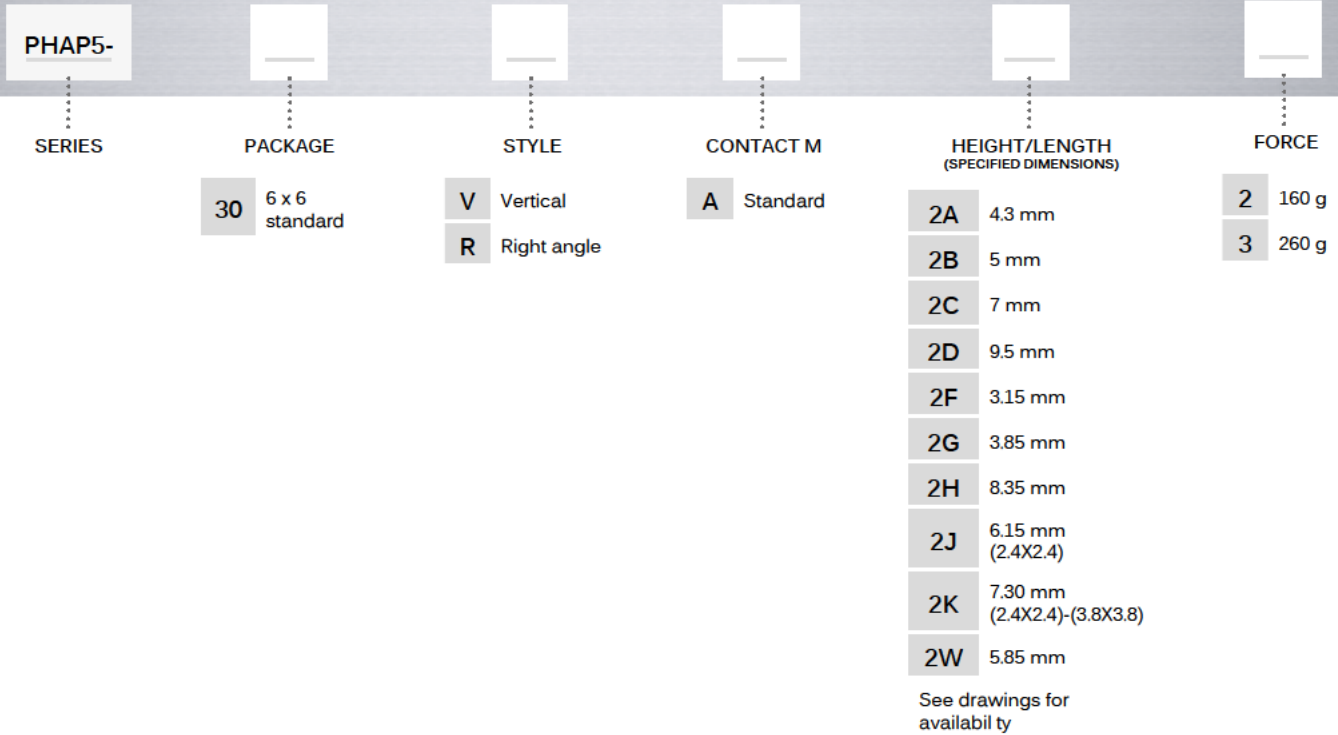 PHAP5-
SERIES
PACKAGE
30
6 x 6
standard
STYLE
V Vertical
R Right angle
CONTACT M
A Standard
HEIGHT/LENGTH
(SPECIFIED DIMENSIONS)
2A 4.3 mm
2B 5 mm
2C 7 mm
2D 9.5 mm
2F 3.15 mm
2G 3.85 mm
2H 8.35 mm
2J
6.15 mm
(2.4X2.4)
2K
7.30 mm
(2.4X2.4)-(3.8X3.8)
2W 5.85 mm
See drawings for
availabil ty
FORCE
2 160 g
3 260 g